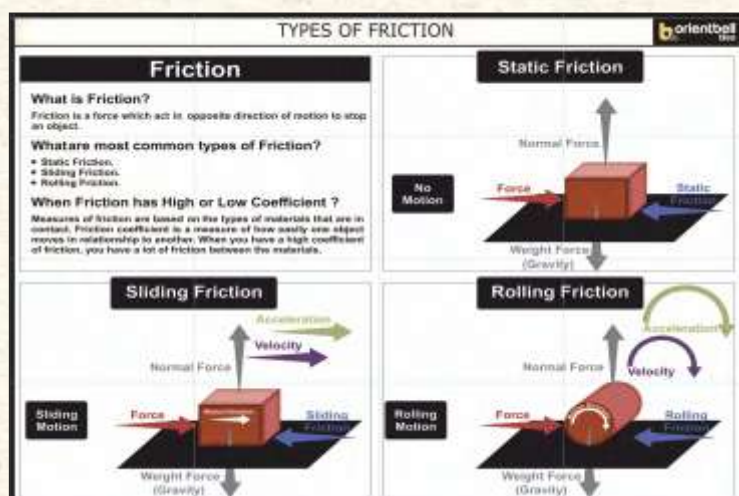 TYPES OF FRICTION
orientbell
Friction
What is Friction?
Friction is a force which act in opposite direction of motion to stop
an object.
Whatare most common types of Friction?
• Static Friction.
• Sliding Friction.
• Rolling Friction.
When Friction has High or Low Coefficient ?
Measures of friction are based on the types of materials that are in
contact. Friction coefficient is a measure of how easily one object
moves in relationship to another. When you have a high coefficient
of friction, you have a lot of friction between the materials.
Static Friction
Normal Force
No
Motion
Force
Static
Friction
Weight Force
(Gravity)
Sliding Friction
Acceleration
Velocity
Normal Force
Sliding
Motion
Force
Sliding
Friction
Weight Force
(Gravity)
Rolling Friction
Acceleration
Normal Force
Velocity
Rolling
Motion
Force
Rolling
Friction
Weight Force
(Gravity)